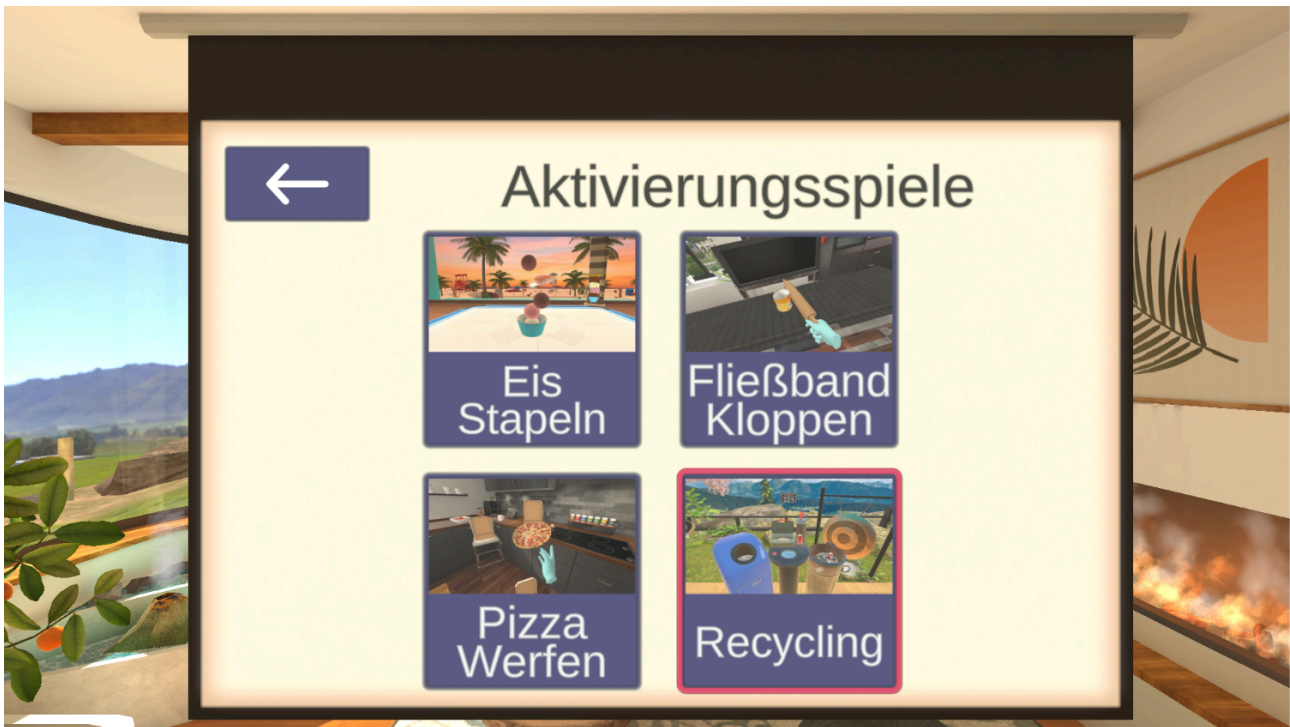 Aktivierungsspiele
Eis
Stapeln
Fließband
Kloppen
Pizza
Werfen
Recycling